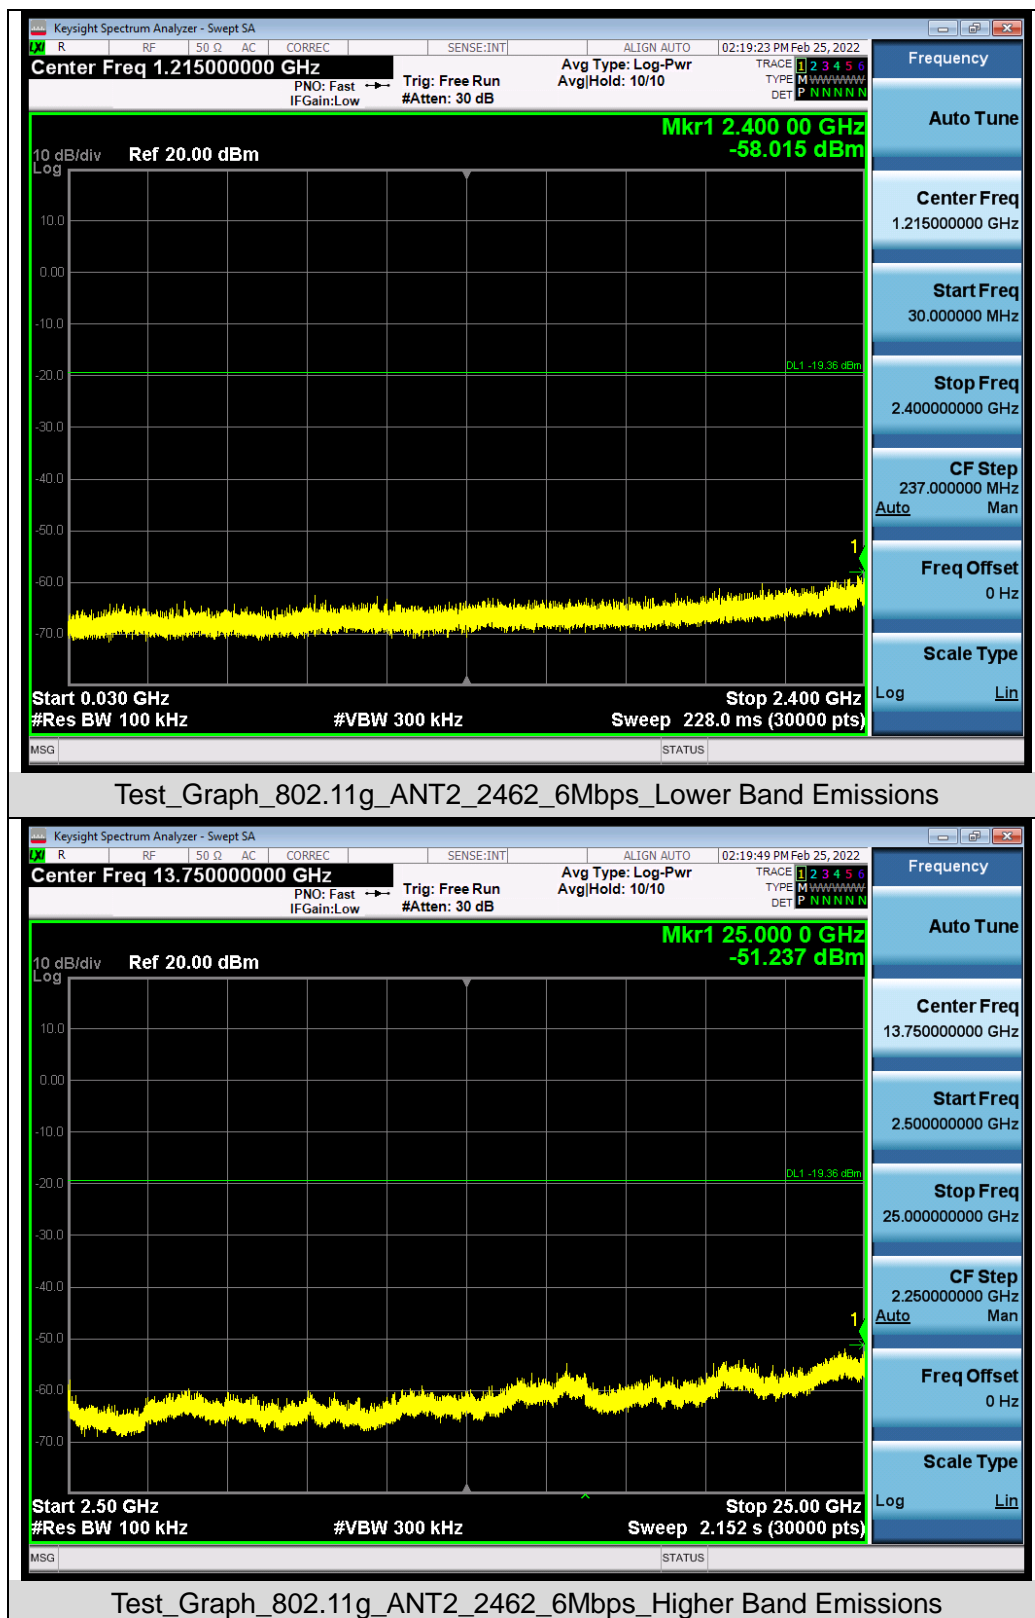 Keysight Spectrum Analyzer - Swept SA
LXI R RF 50 Ω AC CORREC SENSE:INT ALIGN AUTO 02:19:23 PM Feb 25, 2022
Center Freq 1.215000000 GHz
PNO: Fast
IFGain:Low
Trig: Free Run
#Atten: 30 dB
Avg Type: Log-Pwr
Avg|Hold: 10/10
TRACE 1 2 3 4 5 6
TYPE M W W W W W
DET P N N N N N
Mkr1 2.400 00 GHz
-58.015 dBm
10 dB/div Ref 20.00 dBm
Log
10.0
0.00
-10.0
DL1 -19.36 dBm
-20.0
-30.0
-40.0
-50.0
1
-60.0
-70.0
Start 0.030 GHz Stop 2.400 GHz
#Res BW 100 kHz #VBW 300 kHz Sweep 228.0 ms (30000 pts)
MSG STATUS
Frequency
Auto Tune
Center Freq
1.215000000 GHz
Start Freq
30.000000 MHz
Stop Freq
2.400000000 GHz
CF Step
237.000000 MHz
Auto Man
Freq Offset
0 Hz
Scale Type
Log Lin
Test_Graph_802.11g_ANT2_2462_6Mbps_Lower Band Emissions
Keysight Spectrum Analyzer - Swept SA
LXI R RF 50 Ω AC CORREC SENSE:INT ALIGN AUTO 02:19:49 PM Feb 25, 2022
Center Freq 13.750000000 GHz
PNO: Fast
IFGain:Low
Trig: Free Run
#Atten: 30 dB
Avg Type: Log-Pwr
Avg|Hold: 10/10
TRACE 1 2 3 4 5 6
TYPE M W W W W W
DET P N N N N N
Mkr1 25.000 0 GHz
-51.237 dBm
10 dB/div Ref 20.00 dBm
Log
10.0
0.00
-10.0
DL1 -19.36 dBm
-20.0
-30.0
-40.0
1
-50.0
-60.0
-70.0
Start 2.50 GHz Stop 25.00 GHz
#Res BW 100 kHz #VBW 300 kHz Sweep 2.152 s (30000 pts)
MSG STATUS
Frequency
Auto Tune
Center Freq
13.750000000 GHz
Start Freq
2.500000000 GHz
Stop Freq
25.000000000 GHz
CF Step
2.250000000 GHz
Auto Man
Freq Offset
0 Hz
Scale Type
Log Lin
Test_Graph_802.11g_ANT2_2462_6Mbps_Higher Band Emissions